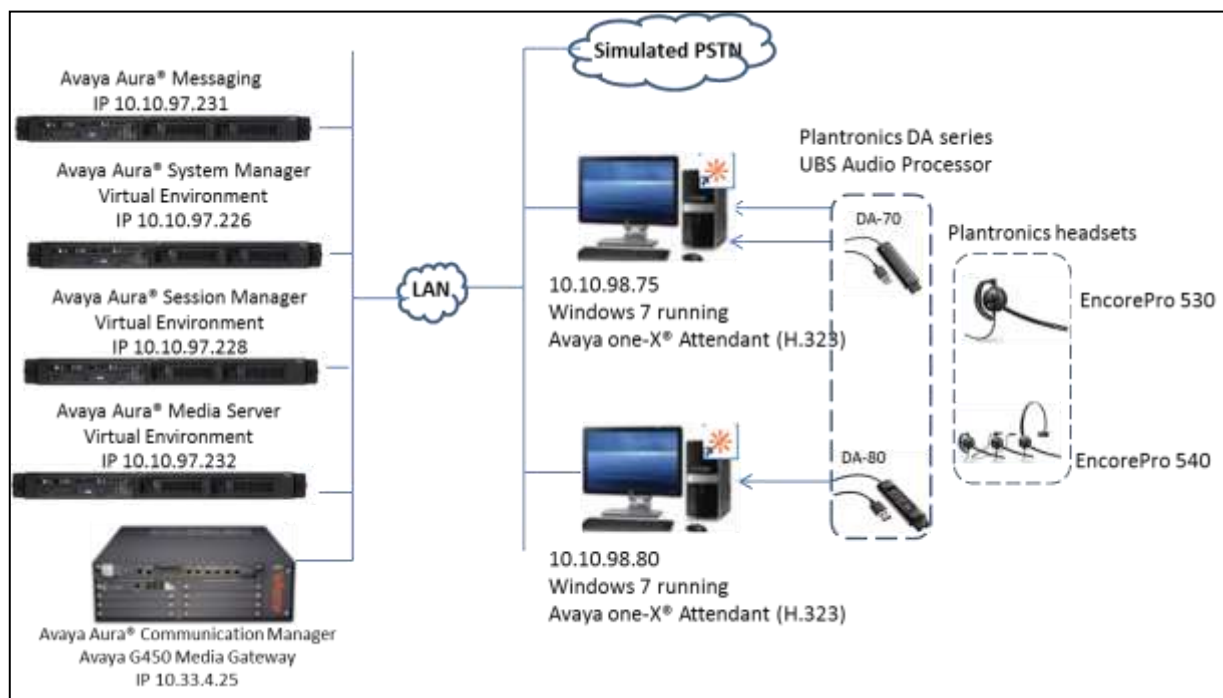 Simulated PSTN
Avaya Aura® Messaging
IP 10.10.97.231
Avaya Aura® System Manager
Virtual Environment
IP 10.10.97.226
Avaya Aura® Session Manager
Virtual Environment
IP 10.10.97.228
Avaya Aura® Media Server
Virtual Environment
IP 10.10.97.232
Avaya Aura® Communication Manager
Avaya G450 Media Gateway
IP 10.33.4.25
LAN
10.10.98.75
Windows 7 running
Avaya one-X® Attendant (H.323)
10.10.98.80
Windows 7 running
Avaya one-X® Attendant (H.323)
Plantronics DA series
UBS Audio Processor
DA-70
DA-80
Plantronics headsets
EncorePro 530
EncorePro 540